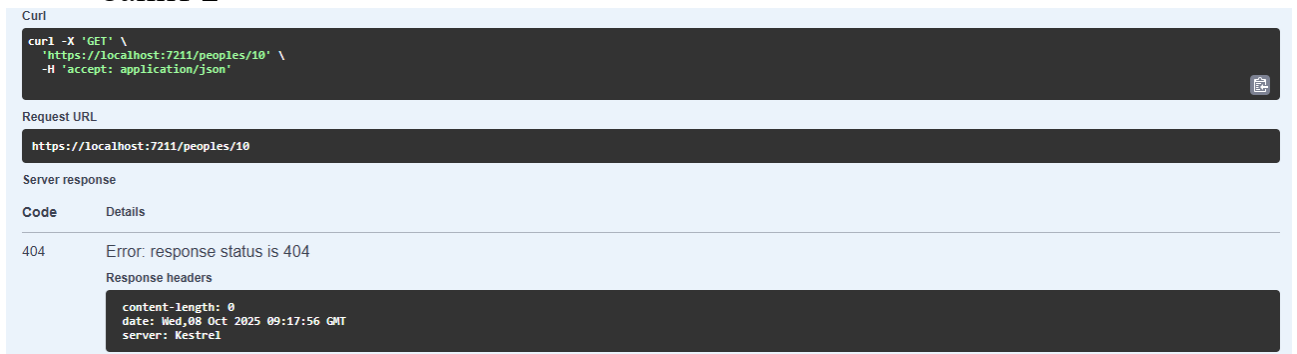 Curl
curl -X 'GET' \
'https://localhost:7211/peoples/10' \
-H 'accept: application/json'
Request URL
https://localhost:7211/peoples/10
Server response
Code Details
404 Error: response status is 404
Response headers
content-length: 0
date: Wed,08 Oct 2025 09:17:56 GMT
server: Kestrel